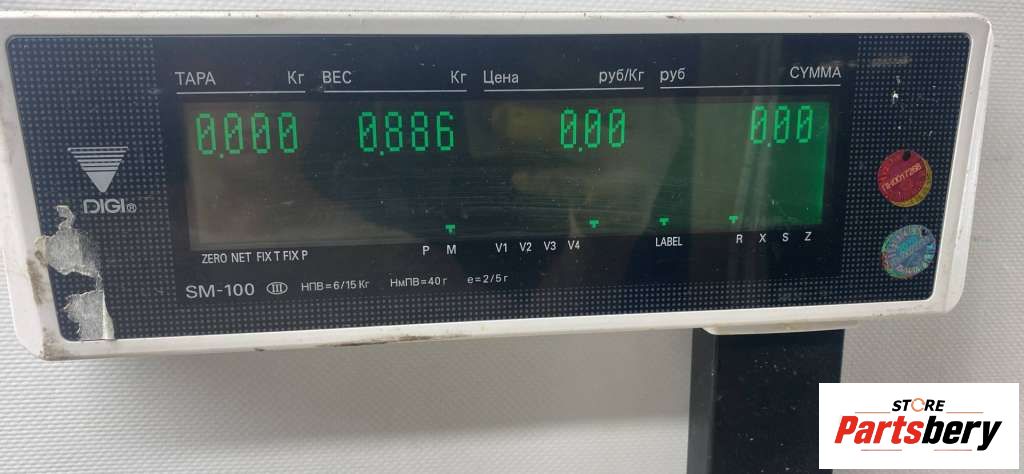 ТАРА Кг ВЕС Кг Цена руб/Кг руб СУММА
0.000 0.886 0.00 0.00
DIGI®
ZERO NET FIX T FIX P P M V1 V2 V3 V4 LABEL R X S Z
SM-100 III НПВ=6/15 Кг НмПВ=40 г e=2/5 г
STORE
Partsbery